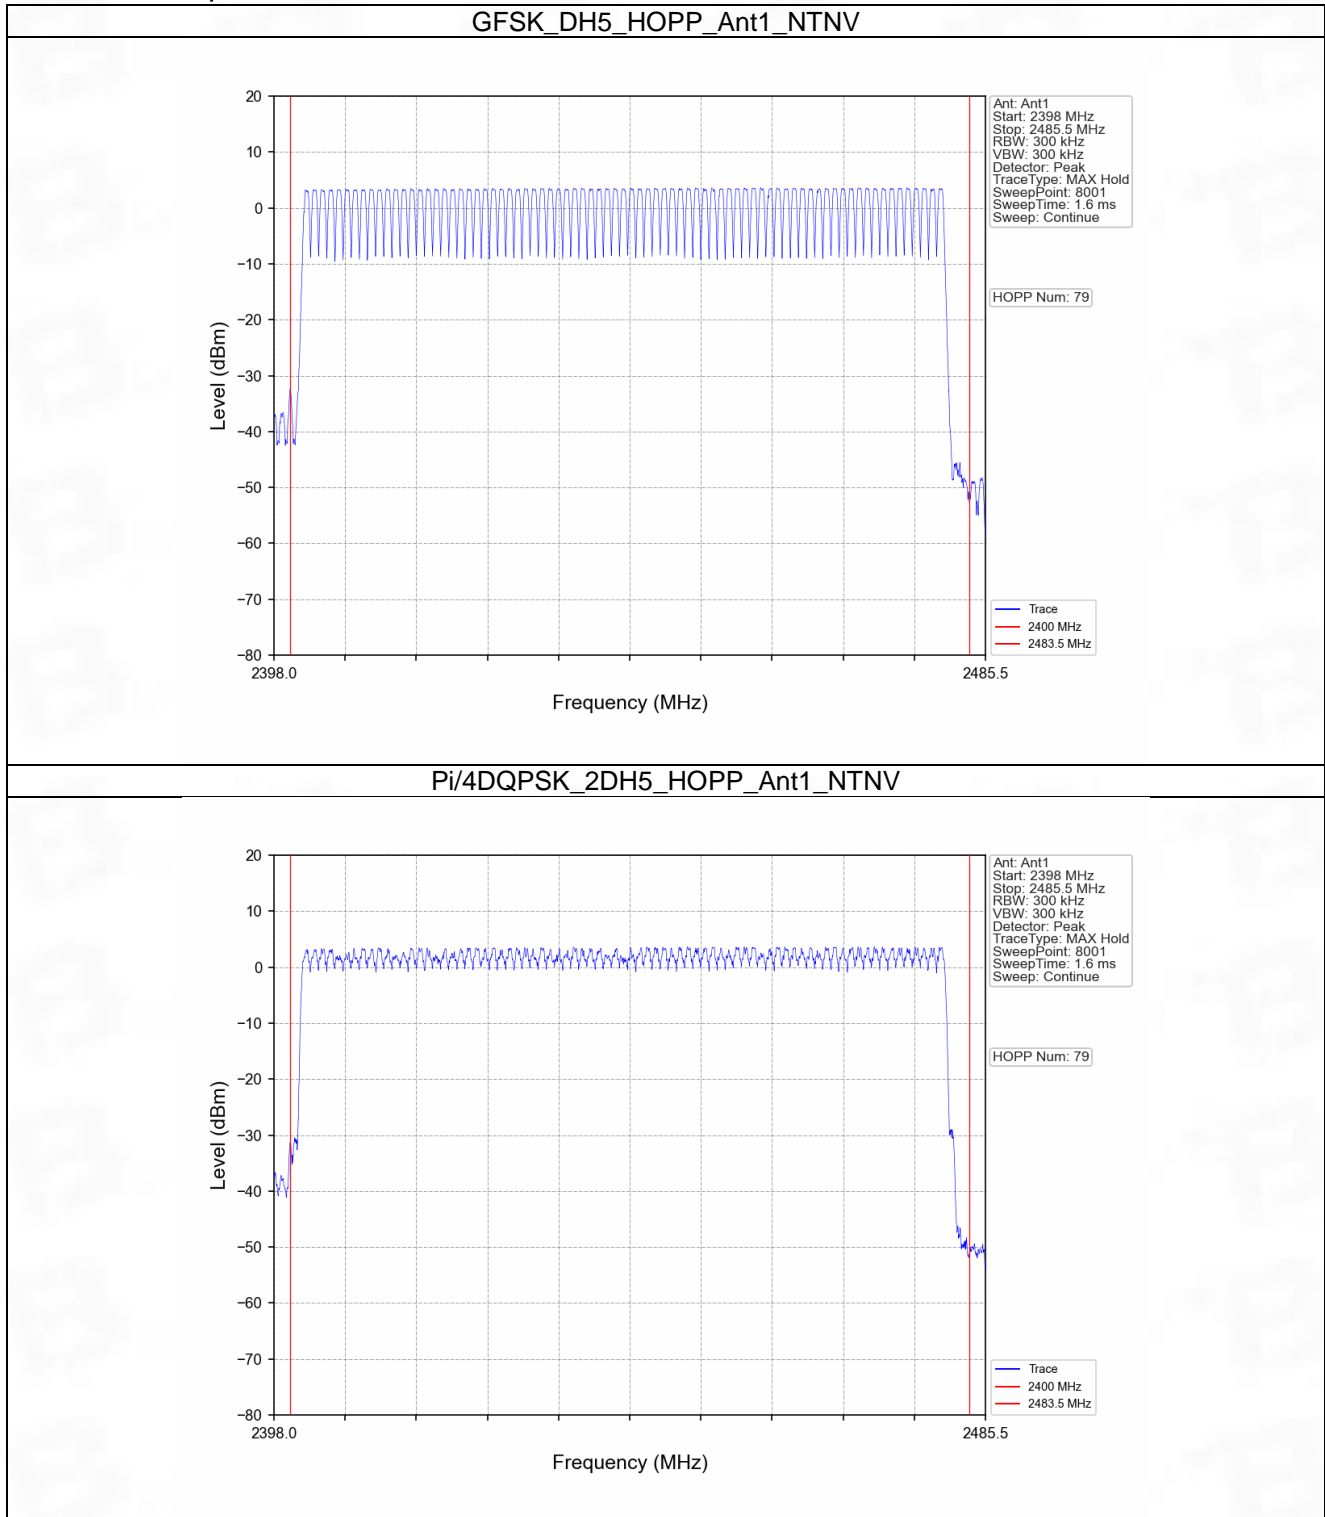 GFSK_DH5_HOPP_Ant1_NTNV
20
10
0
−10
−20
−30
−40
−50
−60
−70
−80
Level (dBm)
2398.0
2485.5
Frequency (MHz)
Ant: Ant1
Start: 2398 MHz
Stop: 2485.5 MHz
RBW: 300 kHz
VBW: 300 kHz
Detector: Peak
TraceType: MAX Hold
SweepPoint: 8001
SweepTime: 1.6 ms
Sweep: Continue
HOPP Num: 79
Trace
2400 MHz
2483.5 MHz
Pi/4DQPSK_2DH5_HOPP_Ant1_NTNV
20
10
0
−10
−20
−30
−40
−50
−60
−70
−80
Level (dBm)
2398.0
2485.5
Frequency (MHz)
Ant: Ant1
Start: 2398 MHz
Stop: 2485.5 MHz
RBW: 300 kHz
VBW: 300 kHz
Detector: Peak
TraceType: MAX Hold
SweepPoint: 8001
SweepTime: 1.6 ms
Sweep: Continue
HOPP Num: 79
Trace
2400 MHz
2483.5 MHz